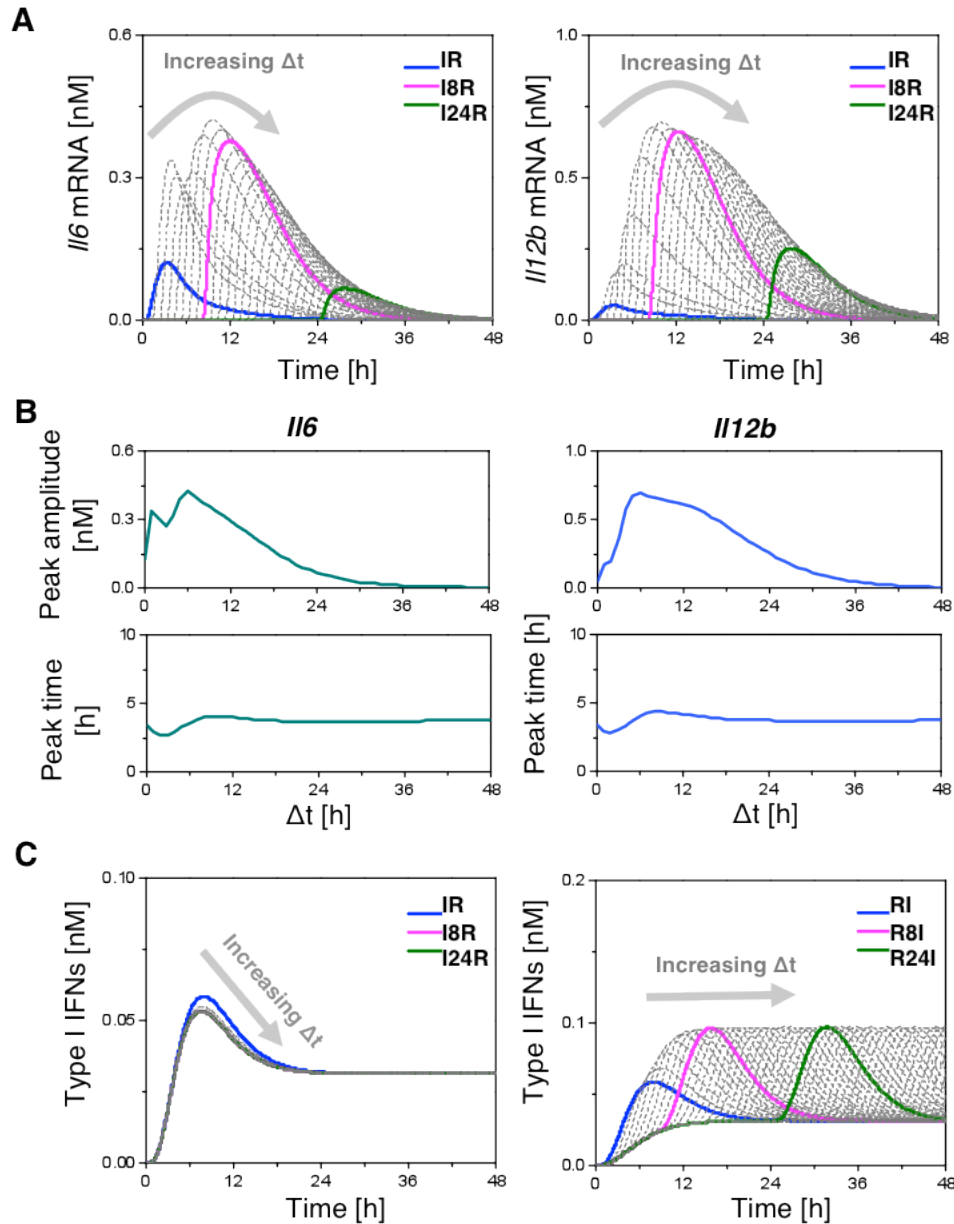 A
Il6 mRNA [nM]
0.6
0.3
0.0
Increasing Δt
IR
I8R
I24R
0 12 24 36 48
Time [h]
Il12b mRNA [nM]
1.0
0.5
0.0
Increasing Δt
IR
I8R
I24R
0 12 24 36 48
Time [h]
B
Il6
Peak amplitude
[nM]
0.6
0.3
0.0
0 12 24 36 48
Peak time
[h]
10
5
0
0 12 24 36 48
Δt [h]
Il12b
1.0
0.5
0.0
0 12 24 36 48
Peak time [h]
10
5
0
0 12 24 36 48
Δt [h]
C
Type I IFNs [nM]
0.10
0.05
0.00
Increasing Δt
IR
I8R
I24R
0 12 24 36 48
Time [h]
Type I IFNs [nM]
0.2
0.1
0.0
Increasing Δt
RI
R8I
R24I
0 12 24 36 48
Time [h]